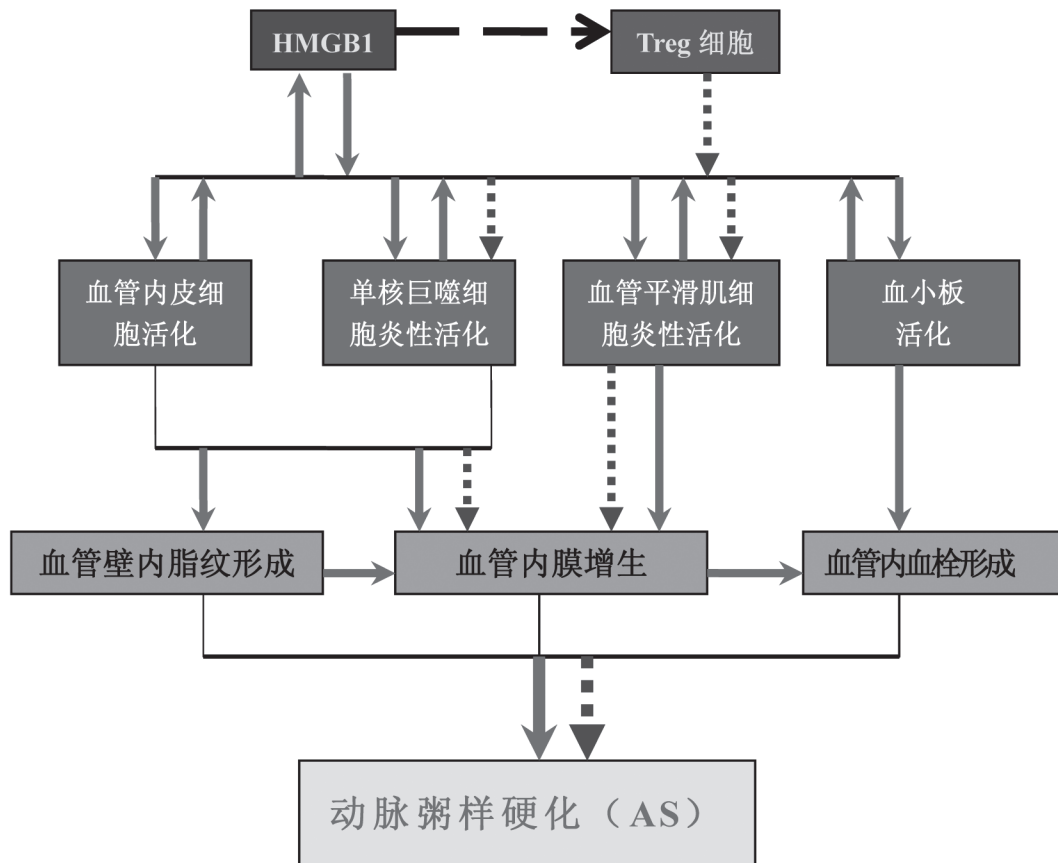 HMGB1
Treg 细胞
血管内皮细
胞活化
单核巨噬细
胞炎性活化
血管平滑肌细
胞炎性活化
血小板
活化
血管壁内脂纹形成
血管内膜增生
血管内血栓形成
动脉粥样硬化（AS）